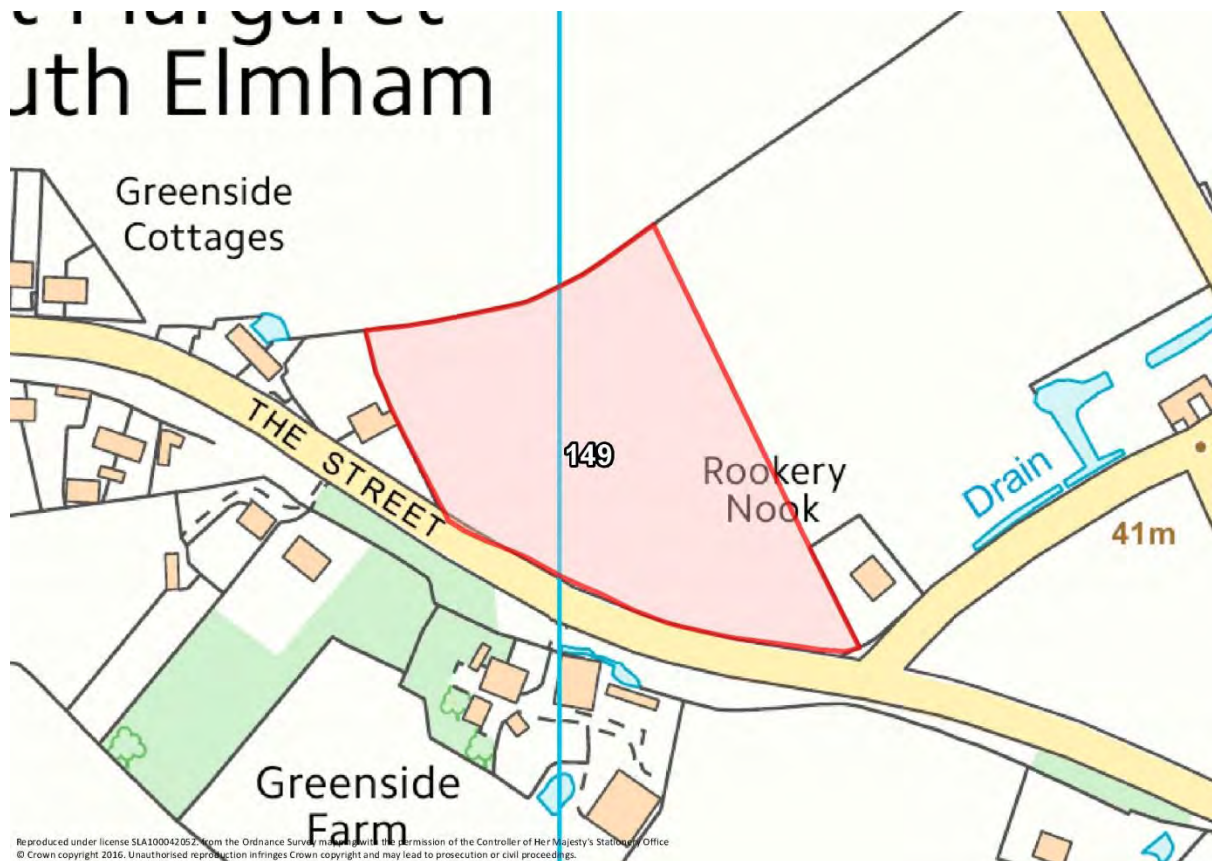 t Margaret
uth Elmham
Greenside
Cottages
THE STREET
149
Rookery
Nook
Drain
41m
Greenside
Farm
Reproduced under license SLA100042052, from the Ordnance Survey mapping with the permission of the Controller of Her Majesty's Stationery Office
© Crown copyright 2016. Unauthorised reproduction infringes Crown copyright and may lead to prosecution or civil proceedings.